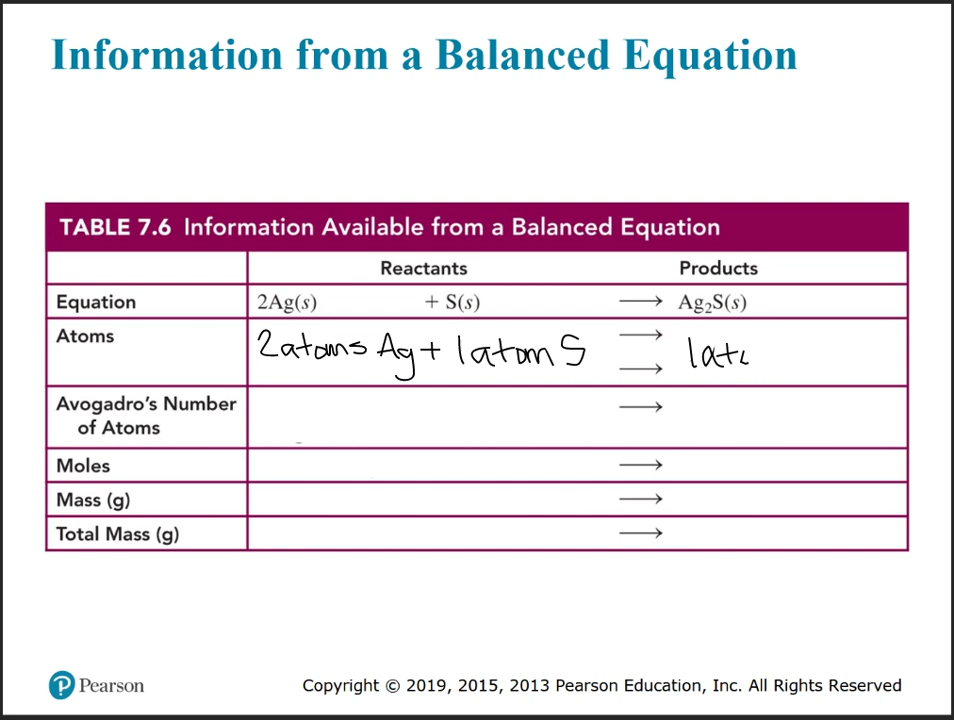 Information from a Balanced Equation
TABLE 7.6 Information Available from a Balanced Equation
Reactants Products
Equation 2Ag(s) + S(s) → Ag₂S(s)
Atoms 2 atoms Ag + 1 atom S → 1 ato
→
Avogadro's Number →
of Atoms
Moles →
Mass (g) →
Total Mass (g) →
Pearson Copyright © 2019, 2015, 2013 Pearson Education, Inc. All Rights Reserved